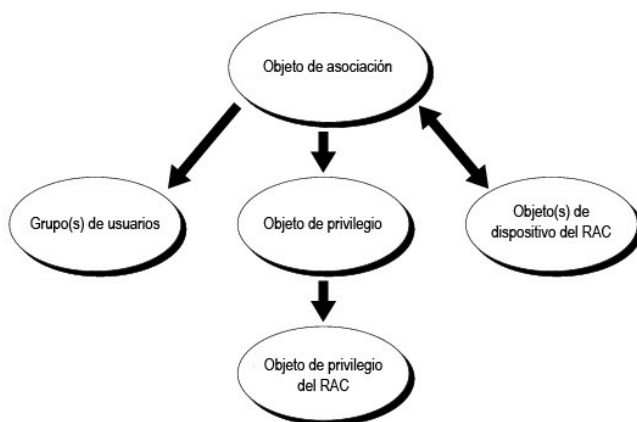 Objeto de asociación
Grupo(s) de usuarios
Objeto de privilegio
Objeto(s) de
dispositivo del RAC
Objeto de privilegio
del RAC